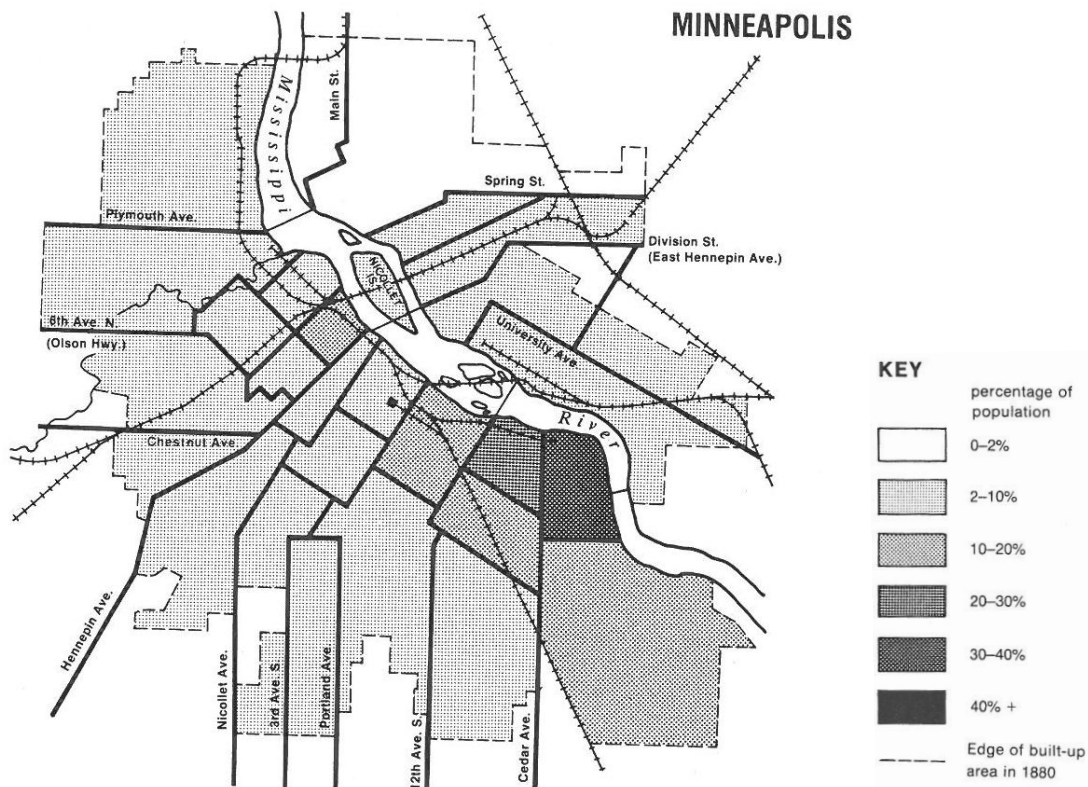 MINNEAPOLIS
Mississippi
Main St.
Spring St.
Plymouth Ave.
Division St.
(East Hennepin Ave.)
NICOLLET
IS.
6th Ave. N.
(Olson Hwy.)
University Ave.
River
Chestnut Ave.
Hennepin Ave.
Nicollet Ave.
3rd Ave. S.
Portland Ave.
12th Ave. S.
Cedar Ave.
KEY
percentage of
population
0–2%
2–10%
10–20%
20–30%
30–40%
40% +
Edge of built-up
area in 1880